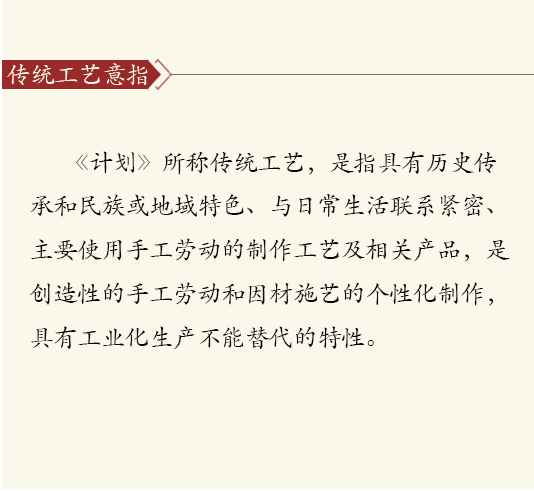 传统工艺意指
《计划》所称传统工艺，是指具有历史传
承和民族或地域特色、与日常生活联系紧密、
主要使用手工劳动的制作工艺及相关产品，是
创造性的手工劳动和因材施艺的个性化制作，
具有工业化生产不能替代的特性。